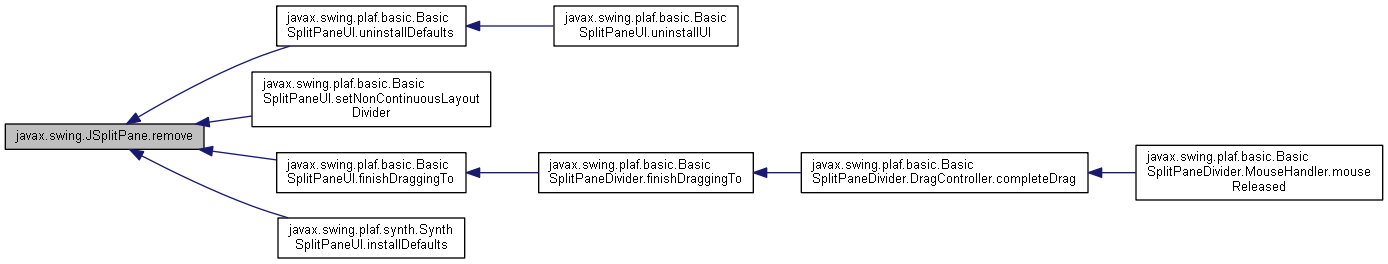 javax.swing.plaf.basic.Basic
SplitPaneUI.uninstallDefaults
javax.swing.plaf.basic.Basic
SplitPaneUI.uninstallUI
javax.swing.plaf.basic.Basic
SplitPaneUI.setNonContinuousLayout
Divider
javax.swing.JSplitPane.remove
javax.swing.plaf.basic.Basic
SplitPaneUI.finishDraggingTo
javax.swing.plaf.basic.Basic
SplitPaneDivider.finishDraggingTo
javax.swing.plaf.basic.Basic
SplitPaneDivider.DragController.completeDrag
javax.swing.plaf.basic.Basic
SplitPaneDivider.MouseHandler.mouse
Released
javax.swing.plaf.synth.Synth
SplitPaneUI.installDefaults